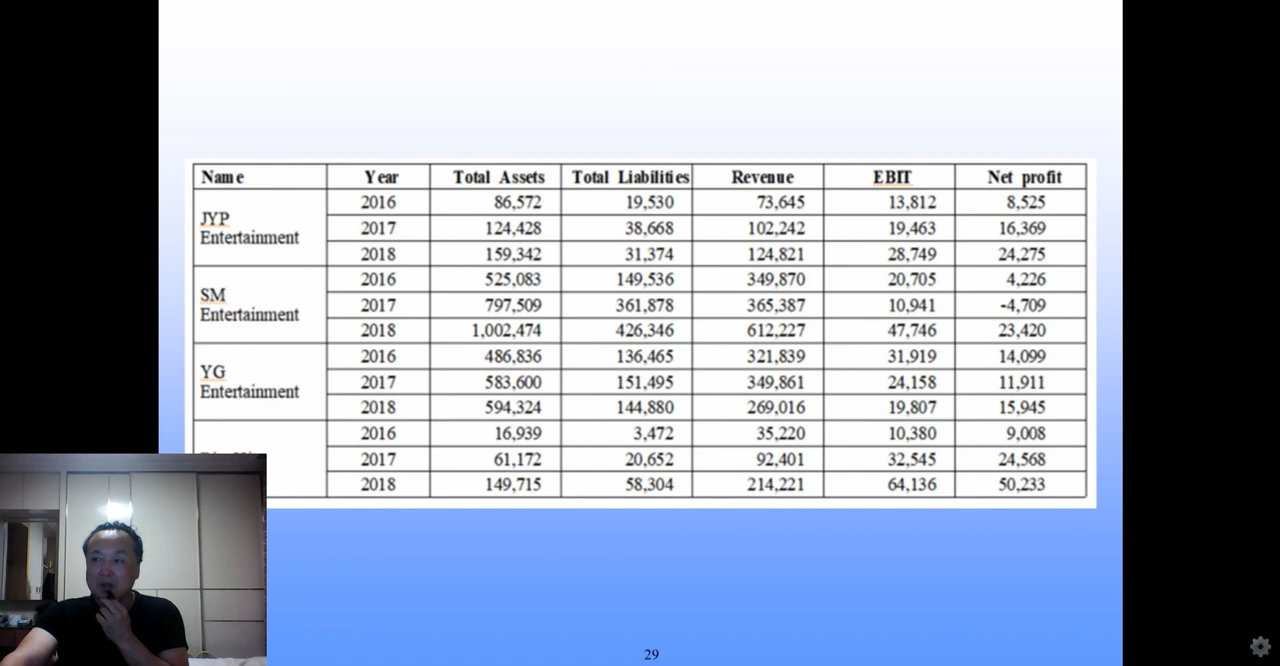 Name Year Total Assets Total Liabilities Revenue EBIT Net profit
JYP Entertainment 2016 86,572 19,530 73,645 13,812 8,525
2017 124,428 38,668 102,242 19,463 16,369
2018 159,342 31,374 124,821 28,749 24,275
SM Entertainment 2016 525,083 149,536 349,870 20,705 4,226
2017 797,509 361,878 365,387 10,941 -4,709
2018 1,002,474 426,346 612,227 47,746 23,420
YG Entertainment 2016 486,836 136,465 321,839 31,919 14,099
2017 583,600 151,495 349,861 24,158 11,911
2018 594,324 144,880 269,016 19,807 15,945
2016 16,939 3,472 35,220 10,380 9,008
2017 61,172 20,652 92,401 32,545 24,568
2018 149,715 58,304 214,221 64,136 50,233
29